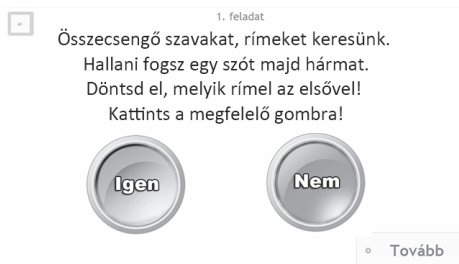 1. feladat
Összecsengő szavakat, rímeket keresünk.
Hallani fogsz egy szót majd hármat.
Döntsd el, melyik rímel az elsővel!
Kattints a megfelelő gombra!
Igen Nem
Tovább